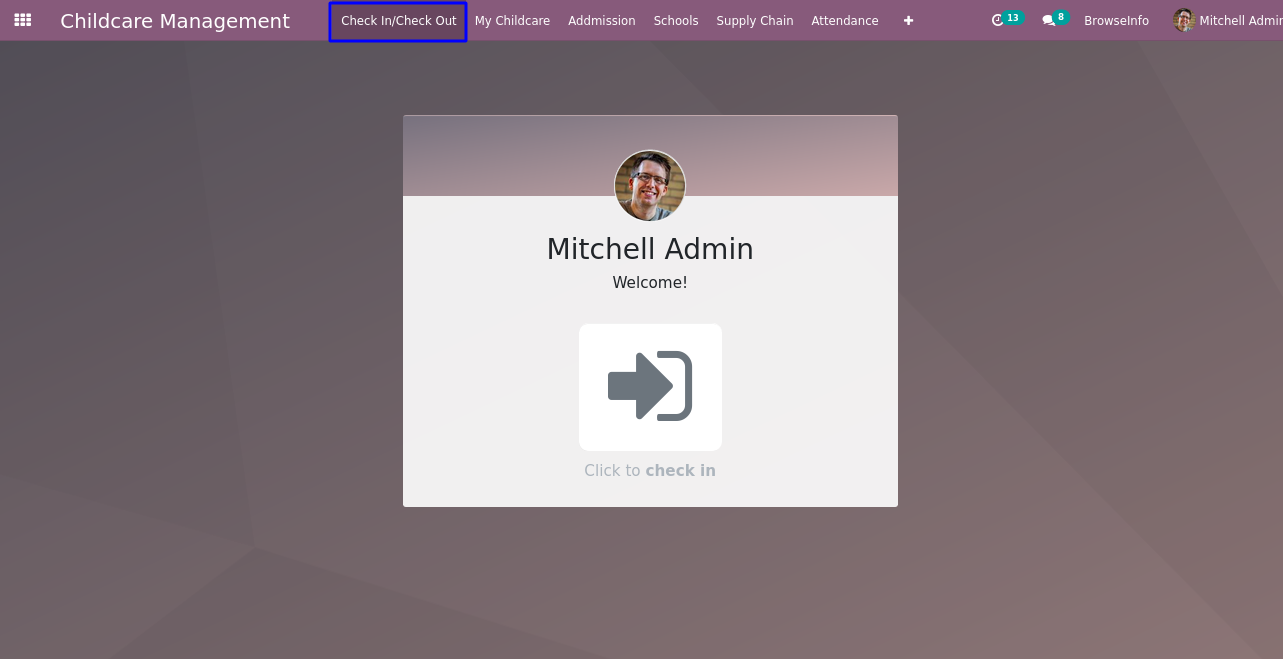 Childcare Management Check In/Check Out My Childcare Addmission Schools Supply Chain Attendance 13 8 BrowseInfo Mitchell Admin
Mitchell Admin
Welcome!
Click to check in